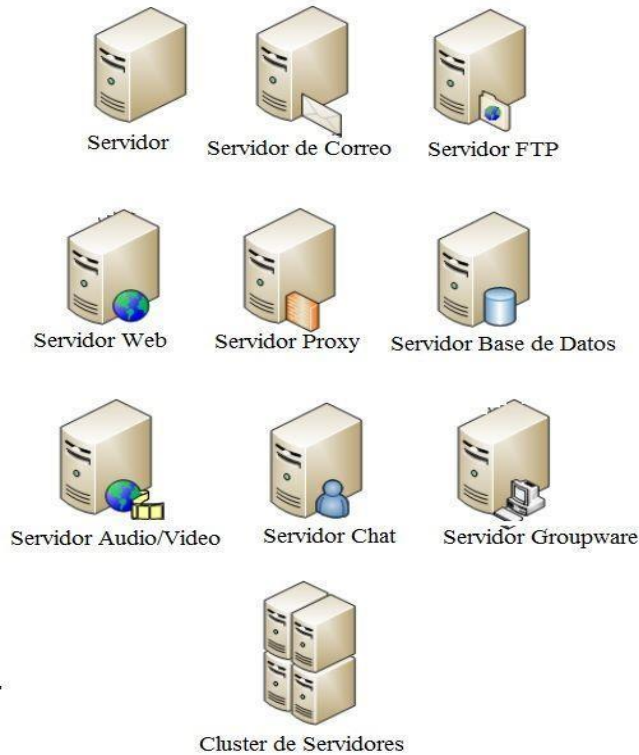 Servidor
Servidor de Correo
Servidor FTP
Servidor Web
Servidor Proxy
Servidor Base de Datos
Servidor Audio/Video
Servidor Chat
Servidor Groupware
Cluster de Servidores